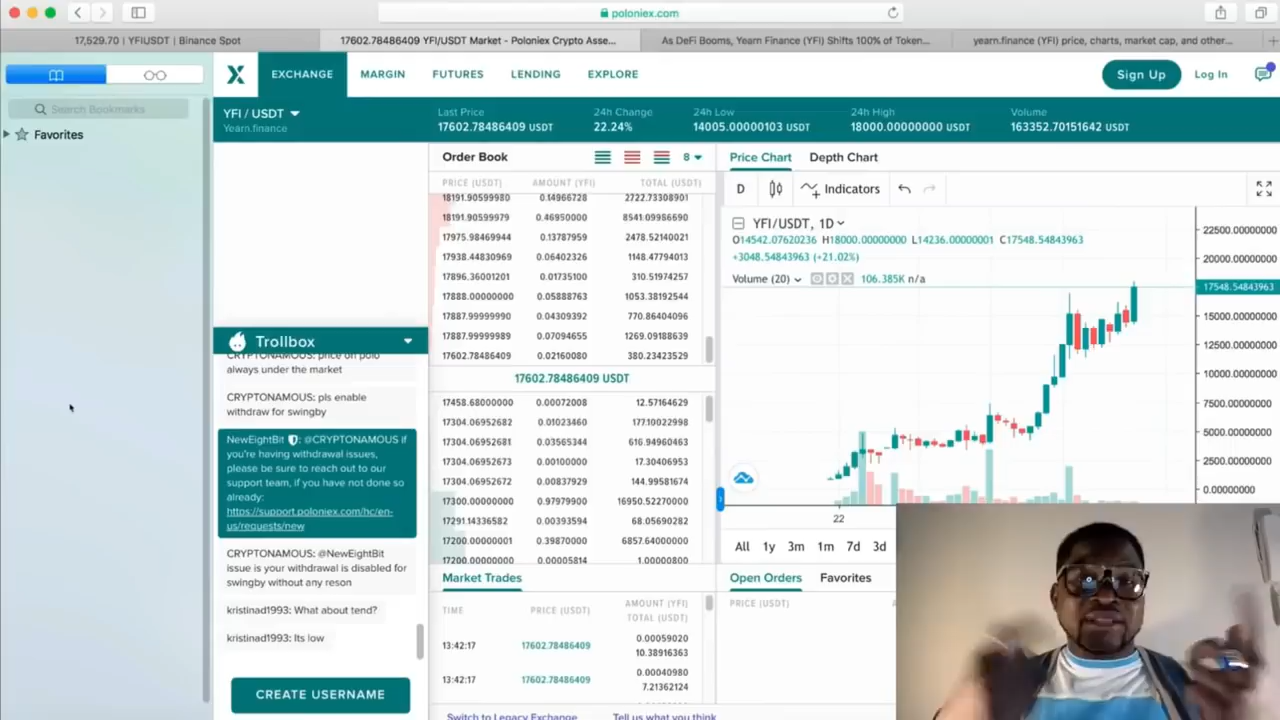 poloniex.com
17,529.70 | YFIUSDT | Binance Spot
17602.78486409 YFI/USDT Market - Poloniex Crypto Asse...
As DeFi Booms, Yearn Finance (YFI) Shifts 100% of Token...
yearn.finance (YFI) price, charts, market cap, and other...
Search Bookmarks
Favorites
EXCHANGE
MARGIN
FUTURES
LENDING
EXPLORE
Sign Up
Log In
YFI / USDT
Yearn.finance
Last Price
17602.78486409 USDT
24h Change
22.24%
24h Low
14005.00000103 USDT
24h High
18000.00000000 USDT
Volume
163352.70151642 USDT
Trollbox
CRYPTONAMOUS: price on polo
always under the market
CRYPTONAMOUS: pls enable
withdraw for swingby
NewEightBit : @CRYPTONAMOUS if
you're having withdrawal issues,
please be sure to reach out to our
support team, if you have not done so
already:
https://support.poloniex.com/hc/en-
us/requests/new
CRYPTONAMOUS: @NewEightBit
issue is your withdrawal is disabled for
swingby without any reson
kristinad1993: What about tend?
kristinad1993: Its low
CREATE USERNAME
Order Book
8
PRICE (USDT) AMOUNT (YFI) TOTAL (USDT)
18191.90599980 0.14966728 2722.73308901
18191.90599979 0.46950000 8541.09986690
17975.98469944 0.13787959 2478.52140021
17938.44830969 0.06402326 1148.47794013
17896.36001201 0.01735100 310.51974257
17888.00000000 0.05888763 1053.38192544
17887.99999990 0.04309392 770.86404096
17887.99999989 0.07094655 1269.09188639
17602.78486409 0.02160080 380.23423529
17602.78486409 USDT
17458.68000000 0.00072008 12.57164629
17304.06952682 0.01023460 177.10022998
17304.06952681 0.03565344 616.94960463
17304.06952673 0.00100000 17.30406953
17304.06952672 0.00837929 144.99581674
17300.00000000 0.97979900 16950.52270000
17291.14336582 0.00393594 68.05690282
17200.00000001 0.39870000 6857.64000000
17200.00000000 0.00005814 1.00000800
Market Trades
TIME PRICE (USDT) AMOUNT (YFI)
TOTAL (USDT)
13:42:17 17602.78486409 0.00059020
10.38916363
13:42:17 17602.78486409 0.00040980
7.21362124
Switch to Legacy Exchange
Tell us what you think
Price Chart
Depth Chart
D
Indicators
YFI/USDT, 1D
O14542.07620236 H18000.00000000 L14236.00000001 C17548.54843963
+3048.54843963 (+21.02%)
Volume (20) 106.385K n/a
22500.00000000
20000.00000000
17548.54843963
15000.00000000
12500.00000000
10000.00000000
7500.00000000
5000.00000000
2500.00000000
0.00000000
22
All 1y 3m 1m 7d 3d
Open Orders
Favorites
PRICE (USDT)